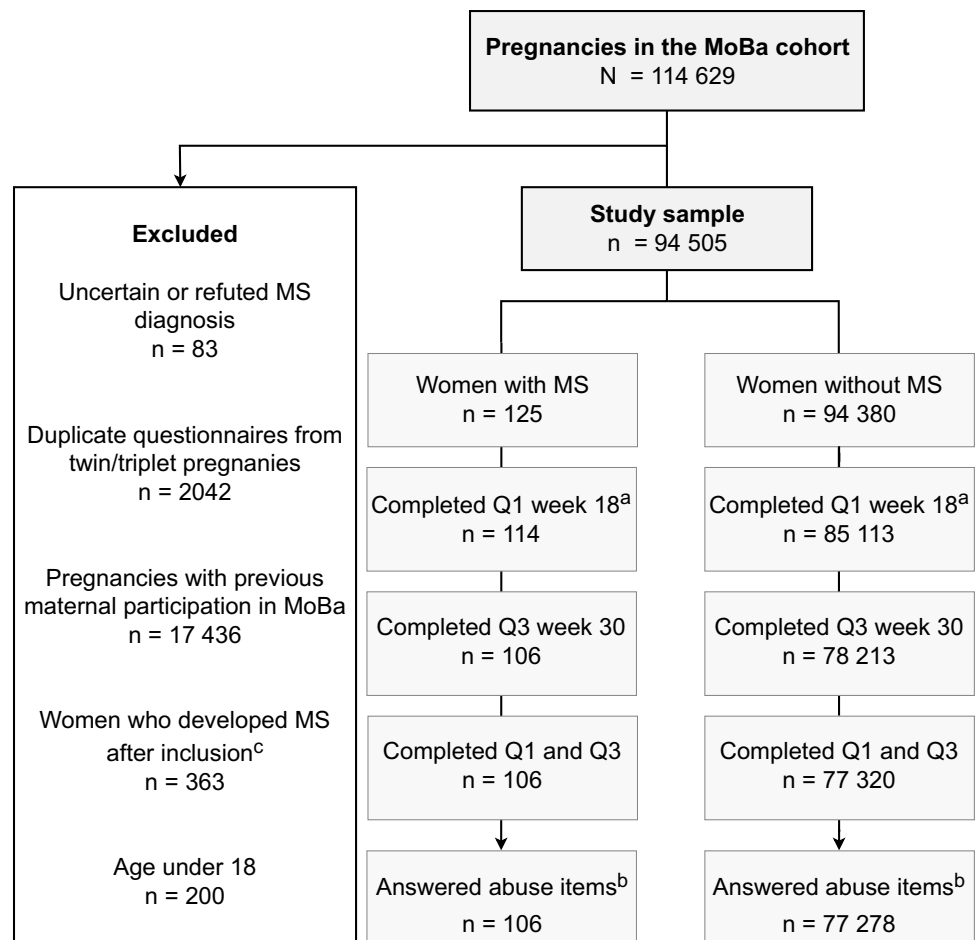 Pregnancies in the MoBa cohort
N = 114 629
Excluded
Uncertain or refuted MS
diagnosis
n = 83
Duplicate questionnaires from
twin/triplet pregnanies
n = 2042
Pregnancies with previous
maternal participation in MoBa
n = 17 436
Women who developed MS
after inclusionc
n = 363
Age under 18
n = 200
Study sample
n = 94 505
Women with MS
n = 125
Completed Q1 week 18a
n = 114
Completed Q3 week 30
n = 106
Completed Q1 and Q3
n = 106
Answered abuse itemsb
n = 106
Women without MS
n = 94 380
Completed Q1 week 18a
n = 85 113
Completed Q3 week 30
n = 78 213
Completed Q1 and Q3
n = 77 320
Answered abuse itemsb
n = 77 278